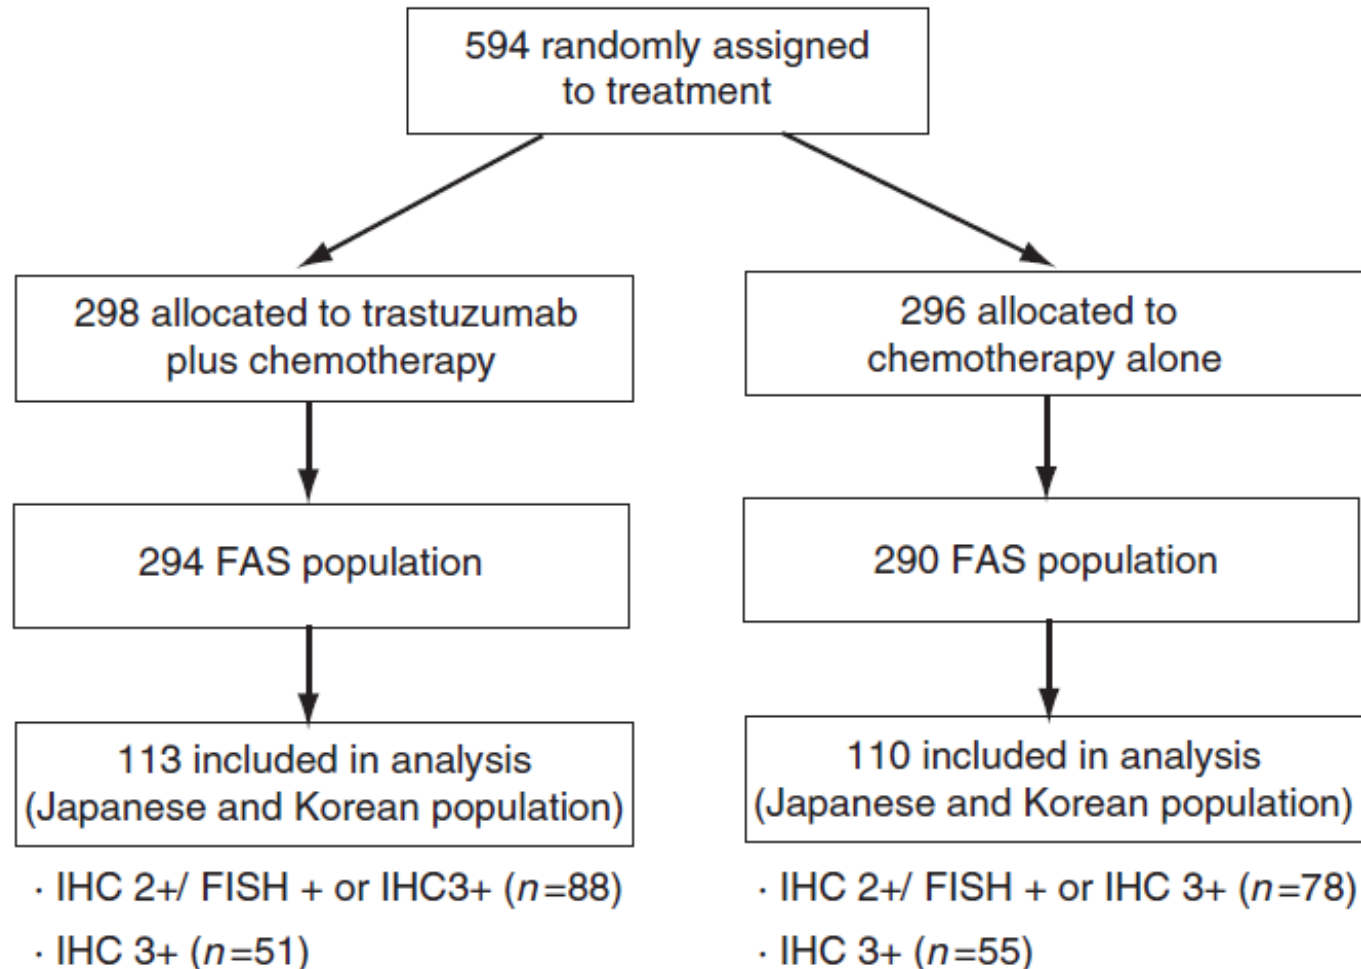 594 randomly assigned
to treatment
298 allocated to trastuzumab
plus chemotherapy
296 allocated to
chemotherapy alone
294 FAS population
290 FAS population
113 included in analysis
(Japanese and Korean population)
110 included in analysis
(Japanese and Korean population)
· IHC 2+/ FISH + or IHC3+ (n=88)
· IHC 3+ (n=51)
· IHC 2+/ FISH + or IHC 3+ (n=78)
· IHC 3+ (n=55)